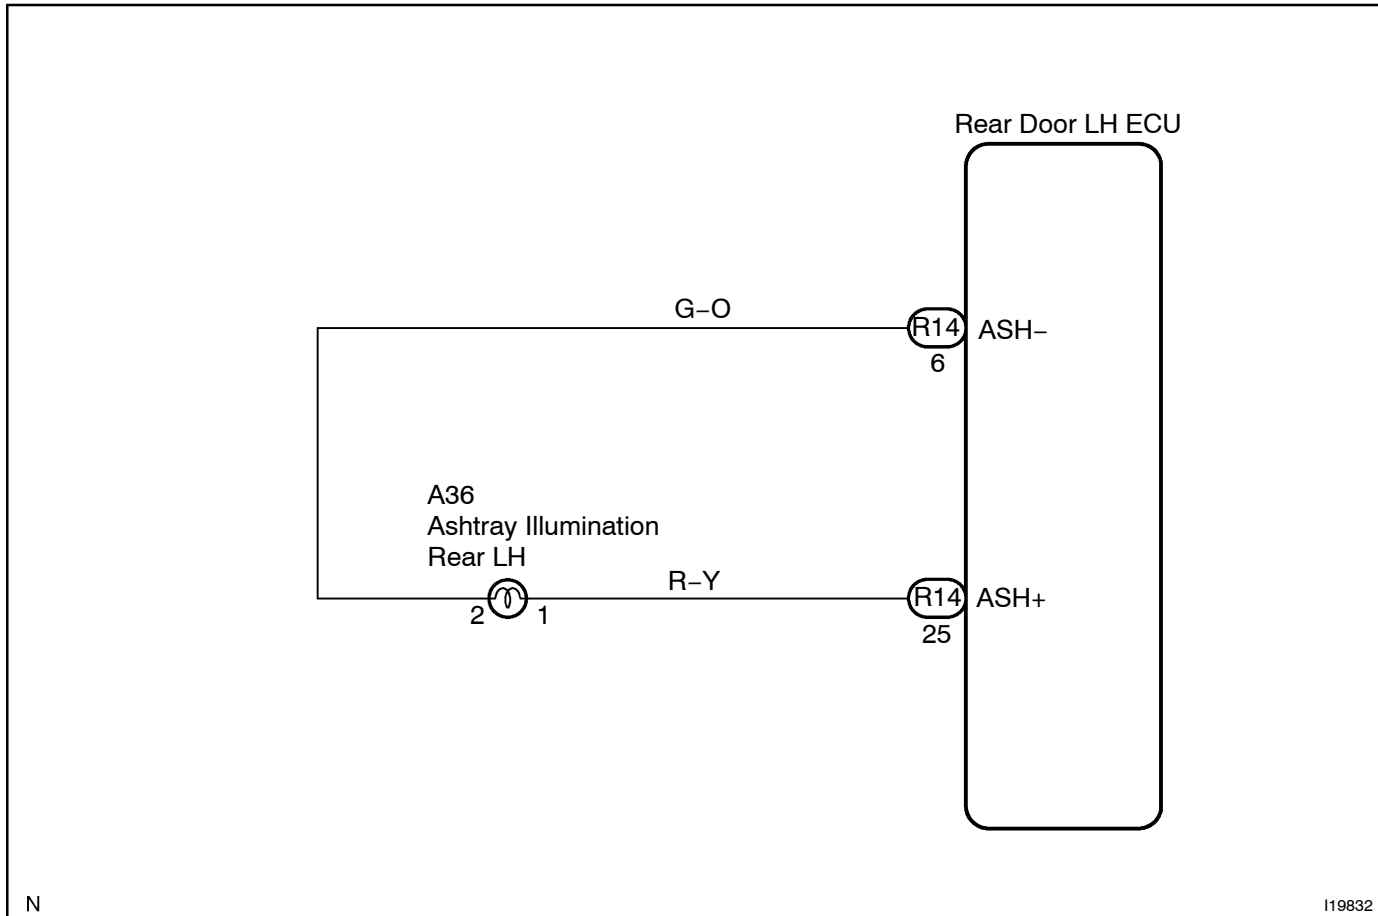 Rear Door LH ECU
G−O
R14
ASH−
6
A36
Ashtray Illumination
Rear LH
R−Y
2
1
R14
ASH+
25
N
I19832